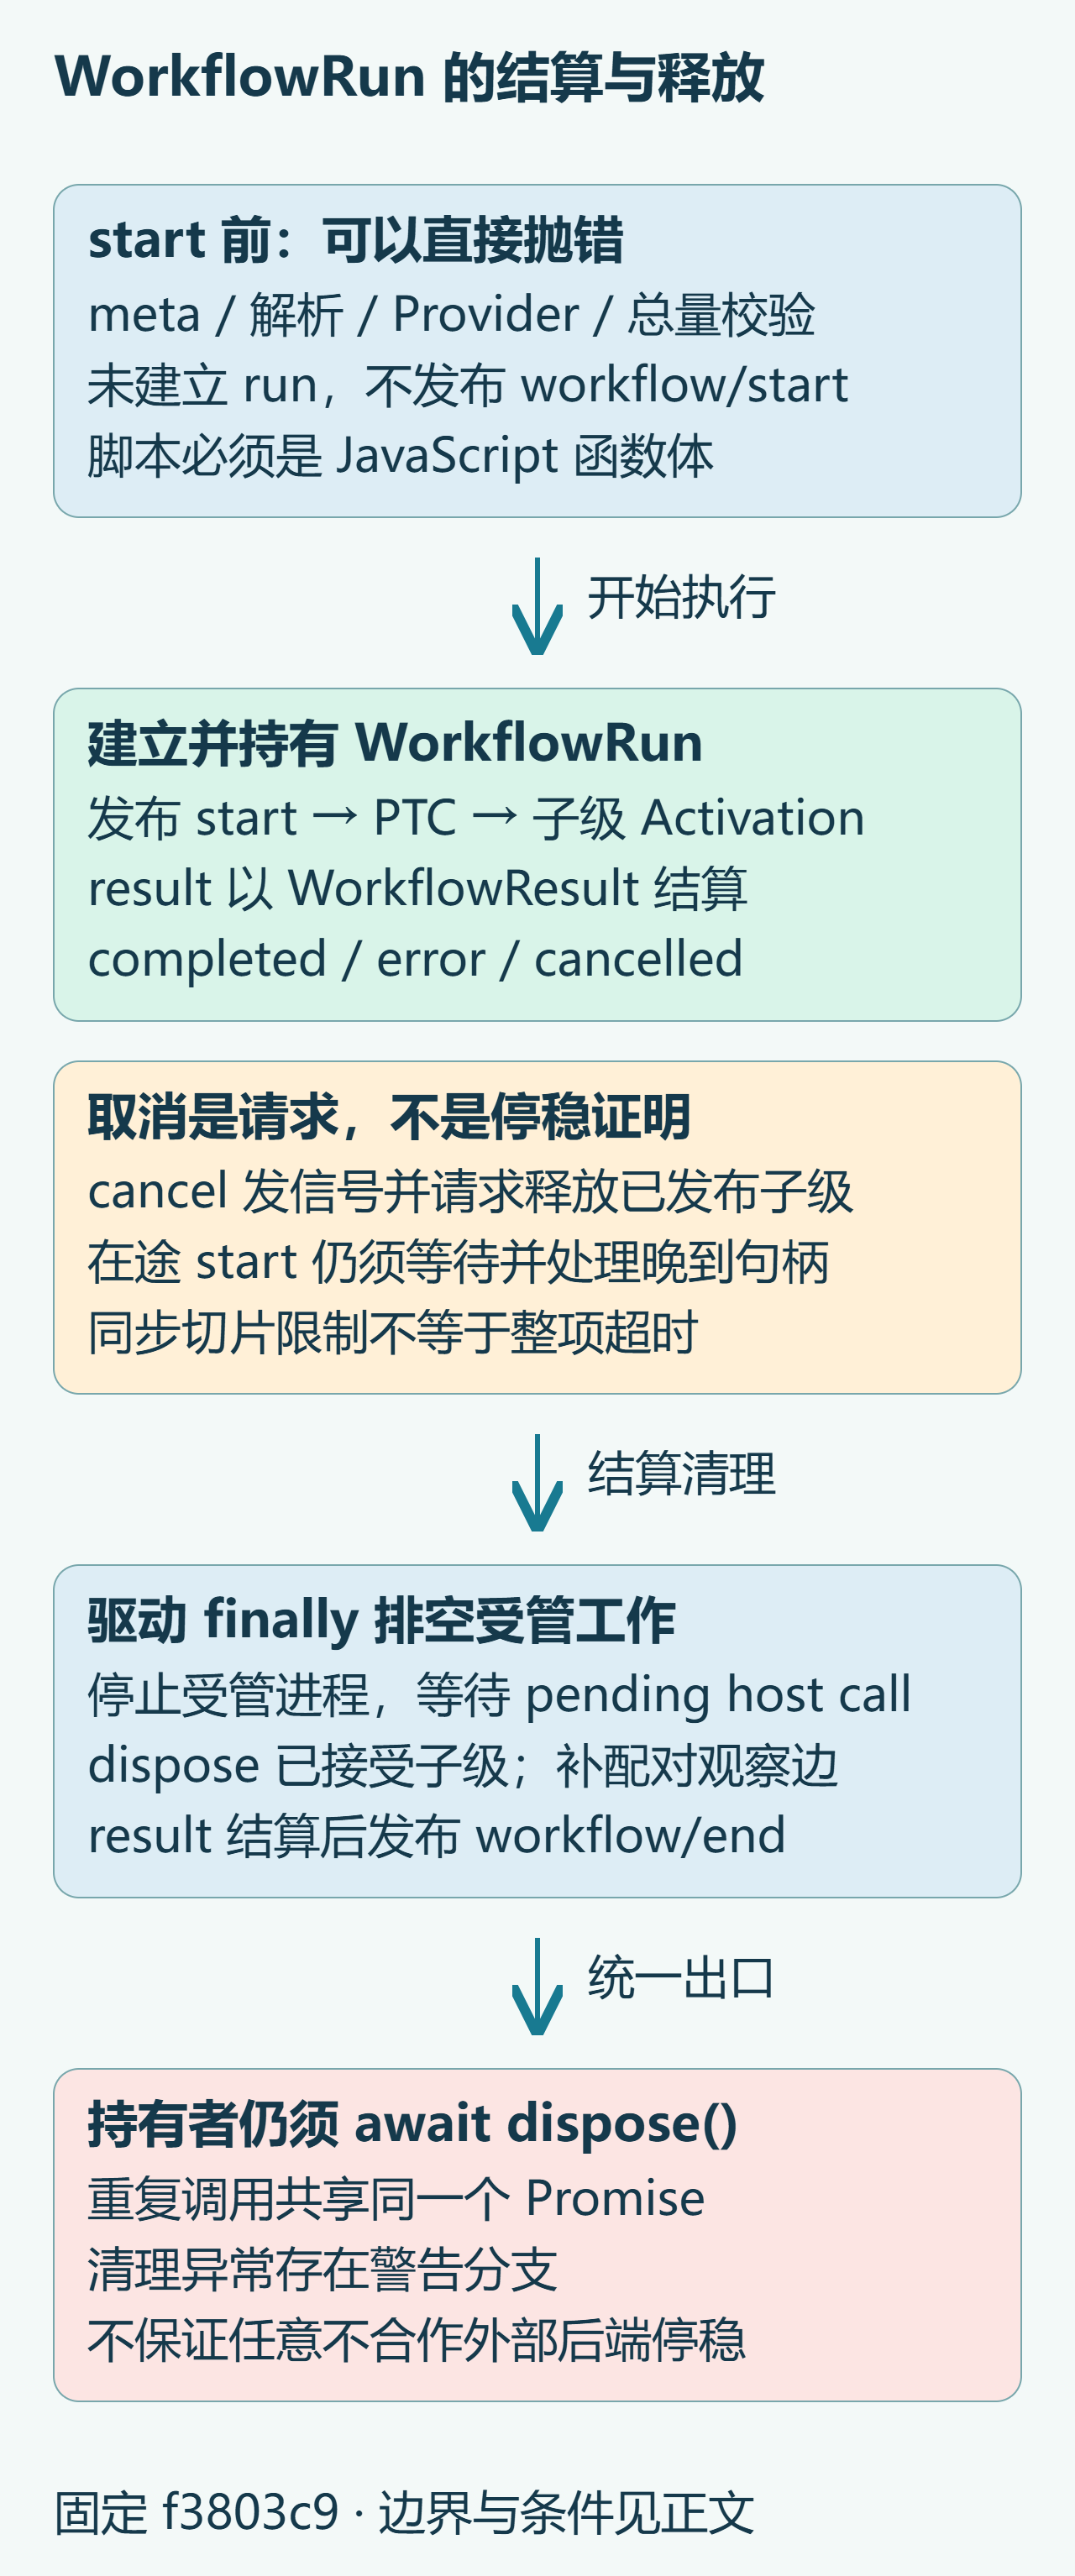 WorkflowRun 的结算与释放
start 前：可以直接抛错
meta / 解析 / Provider / 总量校验
未建立 run，不发布 workflow/start
脚本必须是 JavaScript 函数体
开始执行
建立并持有 WorkflowRun
发布 start → PTC → 子级 Activation
result 以 WorkflowResult 结算
completed / error / cancelled
取消是请求，不是停稳证明
cancel 发信号并请求释放已发布子级
在途 start 仍须等待并处理晚到句柄
同步切片限制不等于整项超时
结算清理
驱动 finally 排空受管工作
停止受管进程，等待 pending host call
dispose 已接受子级；补配对观察边
result 结算后发布 workflow/end
统一出口
持有者仍须 await dispose()
重复调用共享同一个 Promise
清理异常存在警告分支
不保证任意不合作外部后端停稳
固定 f3803c9 · 边界与条件见正文